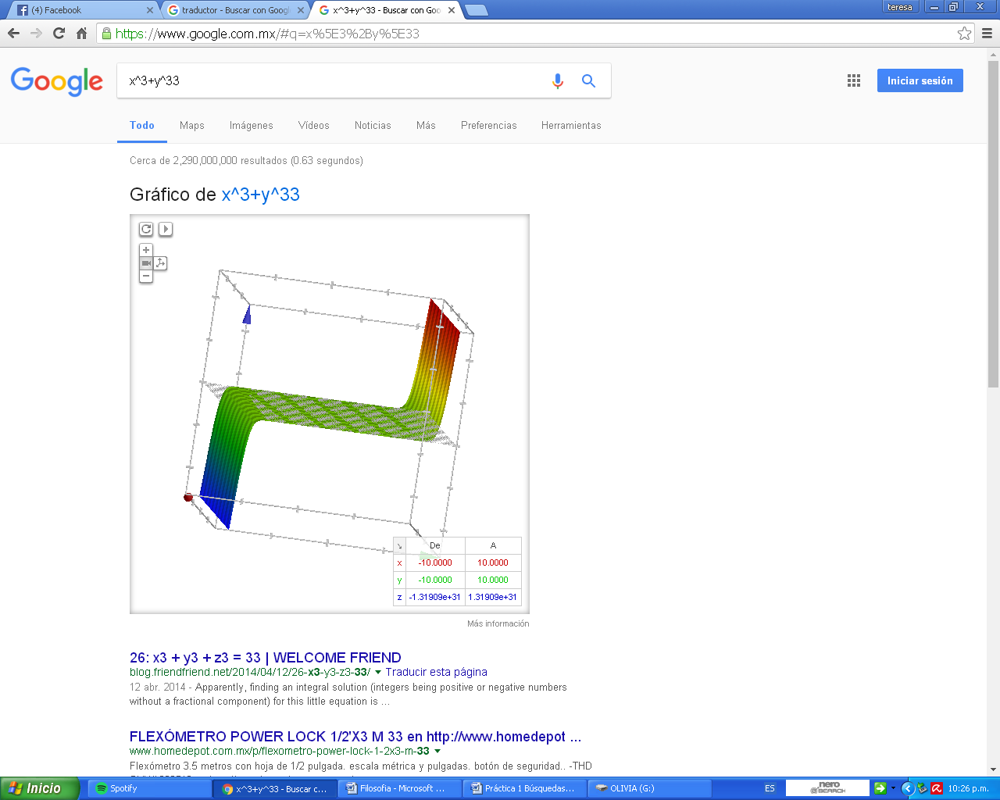 (4) Facebook
traductor - Buscar con Googl
x^3+y^33 - Buscar con Goo
teresa
https://www.google.com.mx/#q=x%5E3%2By%5E33
Google
x^3+y^33
Iniciar sesión
Todo
Maps
Imágenes
Vídeos
Noticias
Más
Preferencias
Herramientas
Cerca de 2,290,000,000 resultados (0.63 segundos)
Gráfico de x^3+y^33
De A
x -10.0000 10.0000
y -10.0000 10.0000
z -1.31909e+31 1.31909e+31
Más información
26: x3 + y3 + z3 = 33 | WELCOME FRIEND
blog.friendfriend.net/2014/04/12/26-x3-y3-z3-33/ Traducir esta página
12 abr. 2014 - Apparently, finding an integral solution (integers being positive or negative numbers
without a fractional component) for this little equation is ...
FLEXÓMETRO POWER LOCK 1/2'X3 M 33 en http://www.homedepot ...
www.homedepot.com.mx/p/flexometro-power-lock-1-2x3-m-33
Flexómetro 3.5 metros con hoja de 1/2 pulgada. escala métrica y pulgadas. botón de seguridad.. -THD
Inicio
Spotify
x^3+y^33 - Buscar c...
Filosofia - Microsoft ...
Práctica 1 Búsquedas...
OLIVIA (G:)
ES
nero
SEARCH
10:26 p.m.